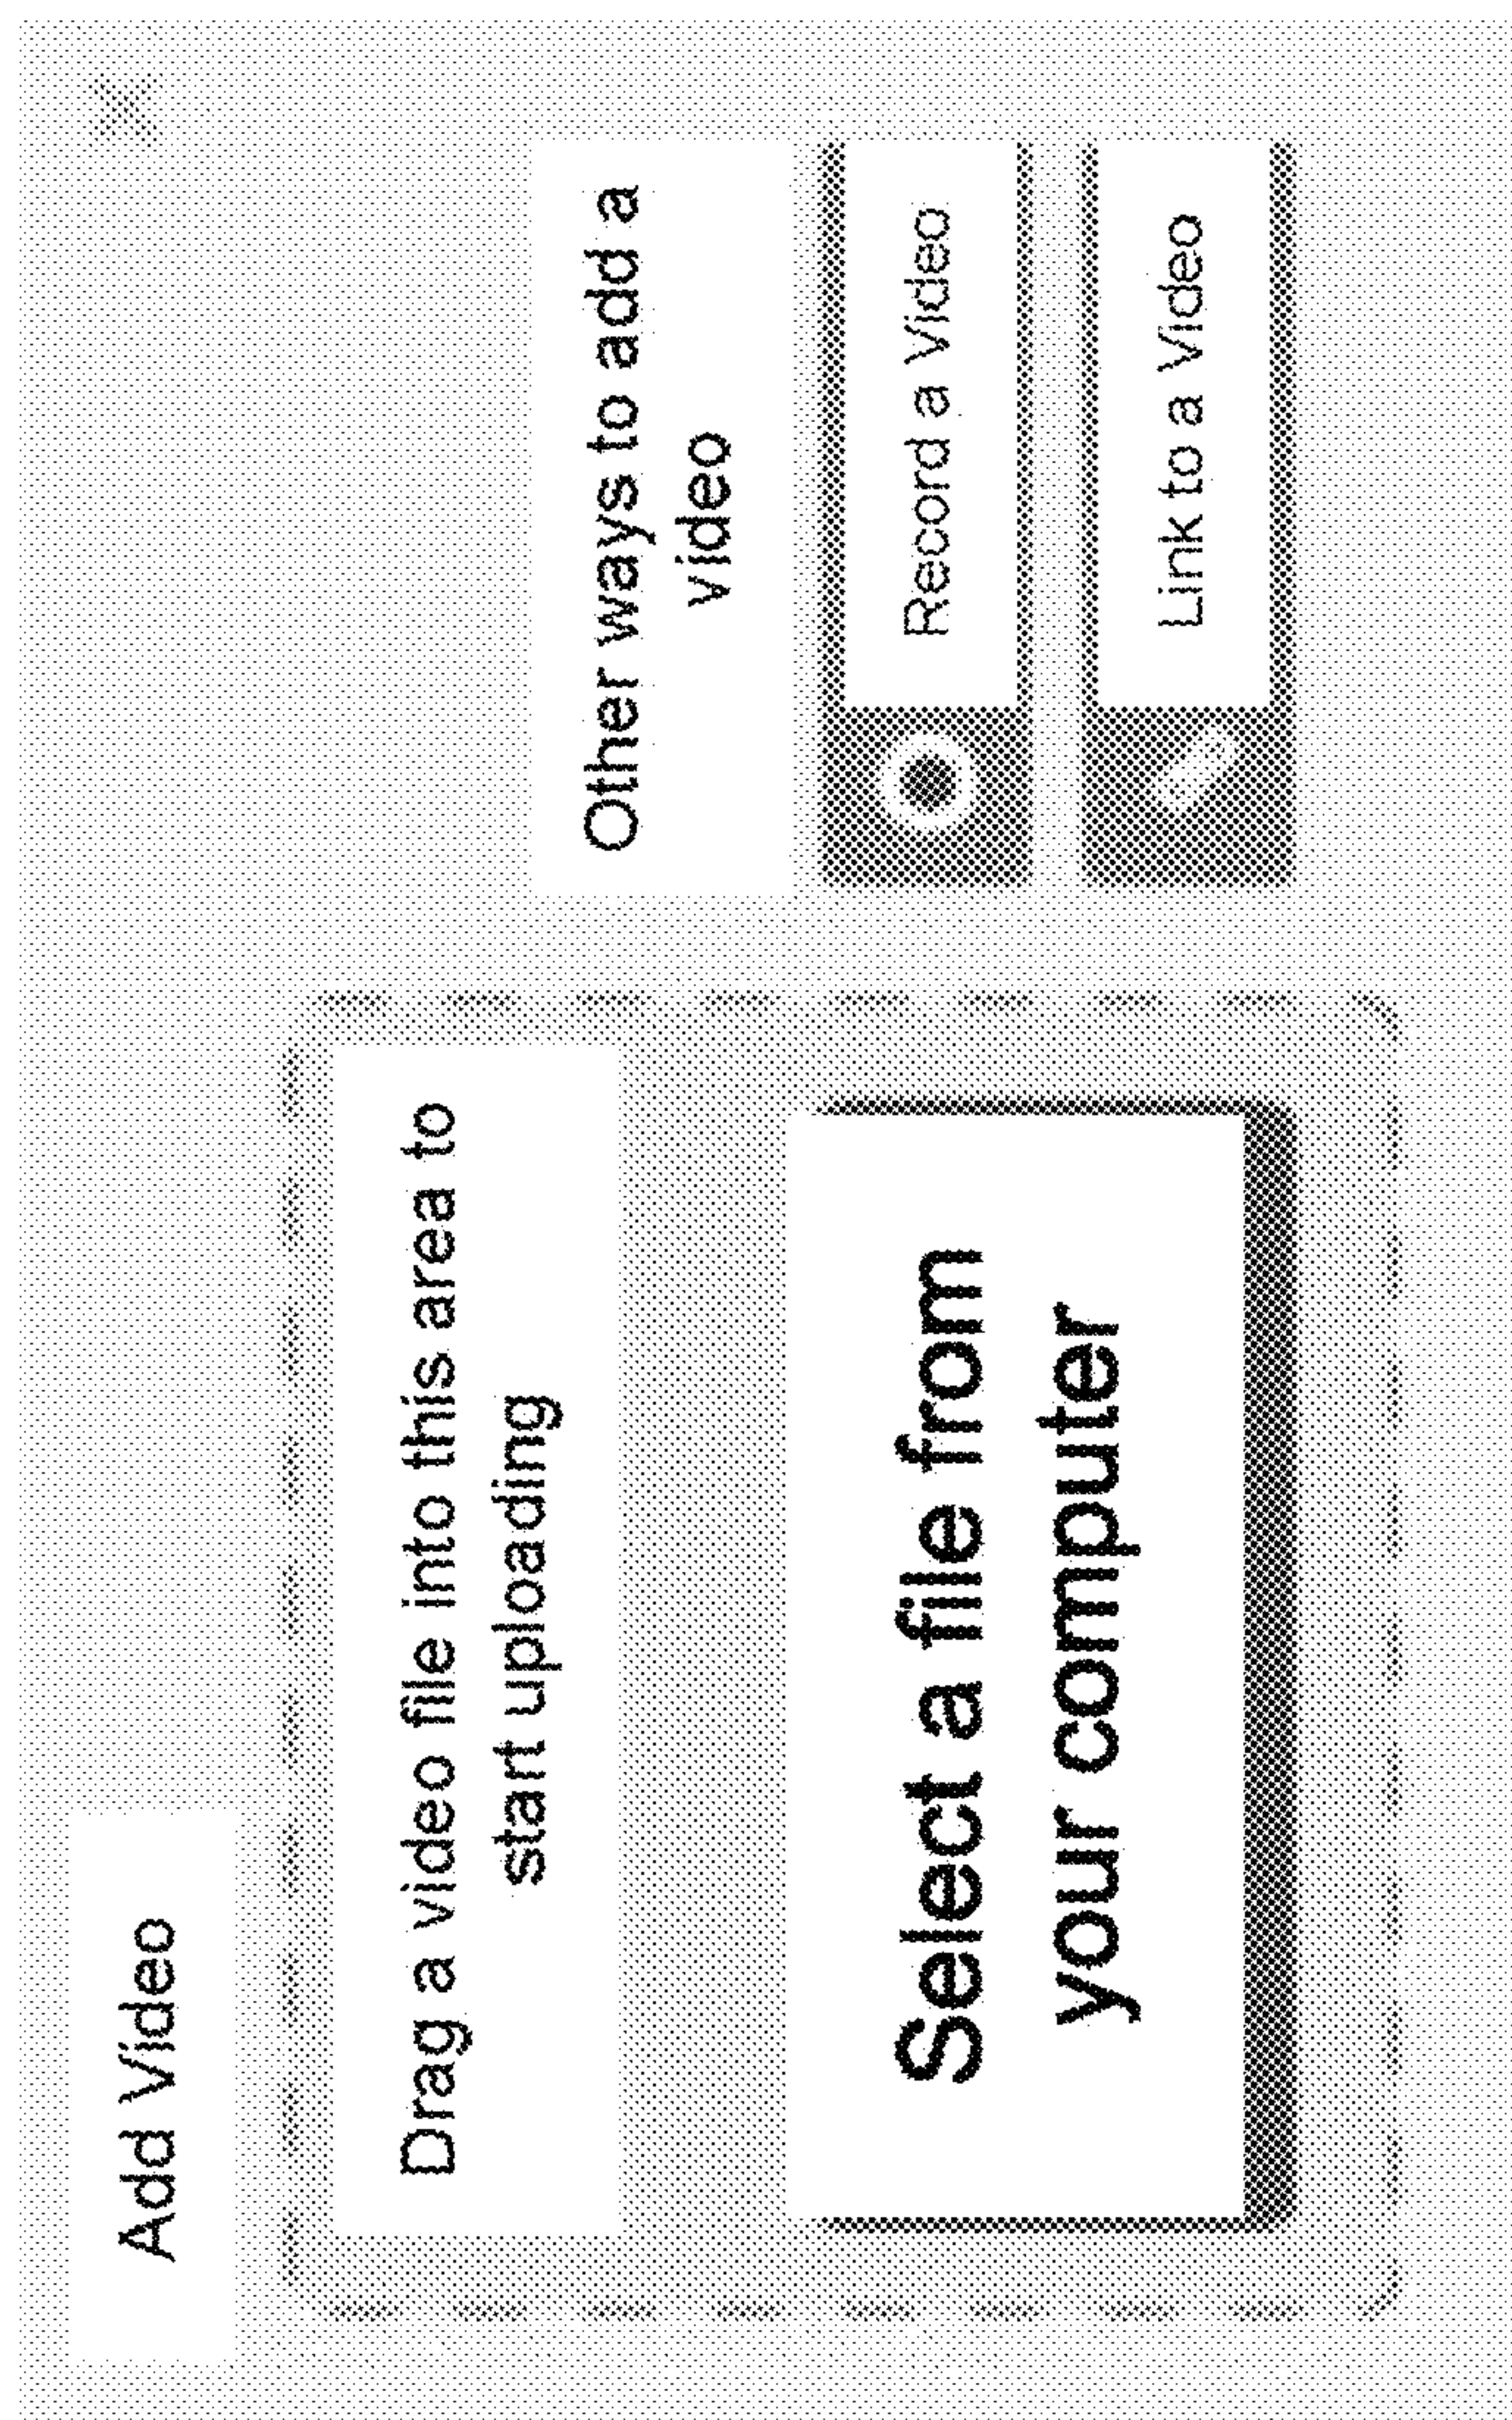 Add Video
Drag a video file into this area to
start uploading
Select a file from
your computer
Other ways to add a
video
Record a Video
Link to a Video